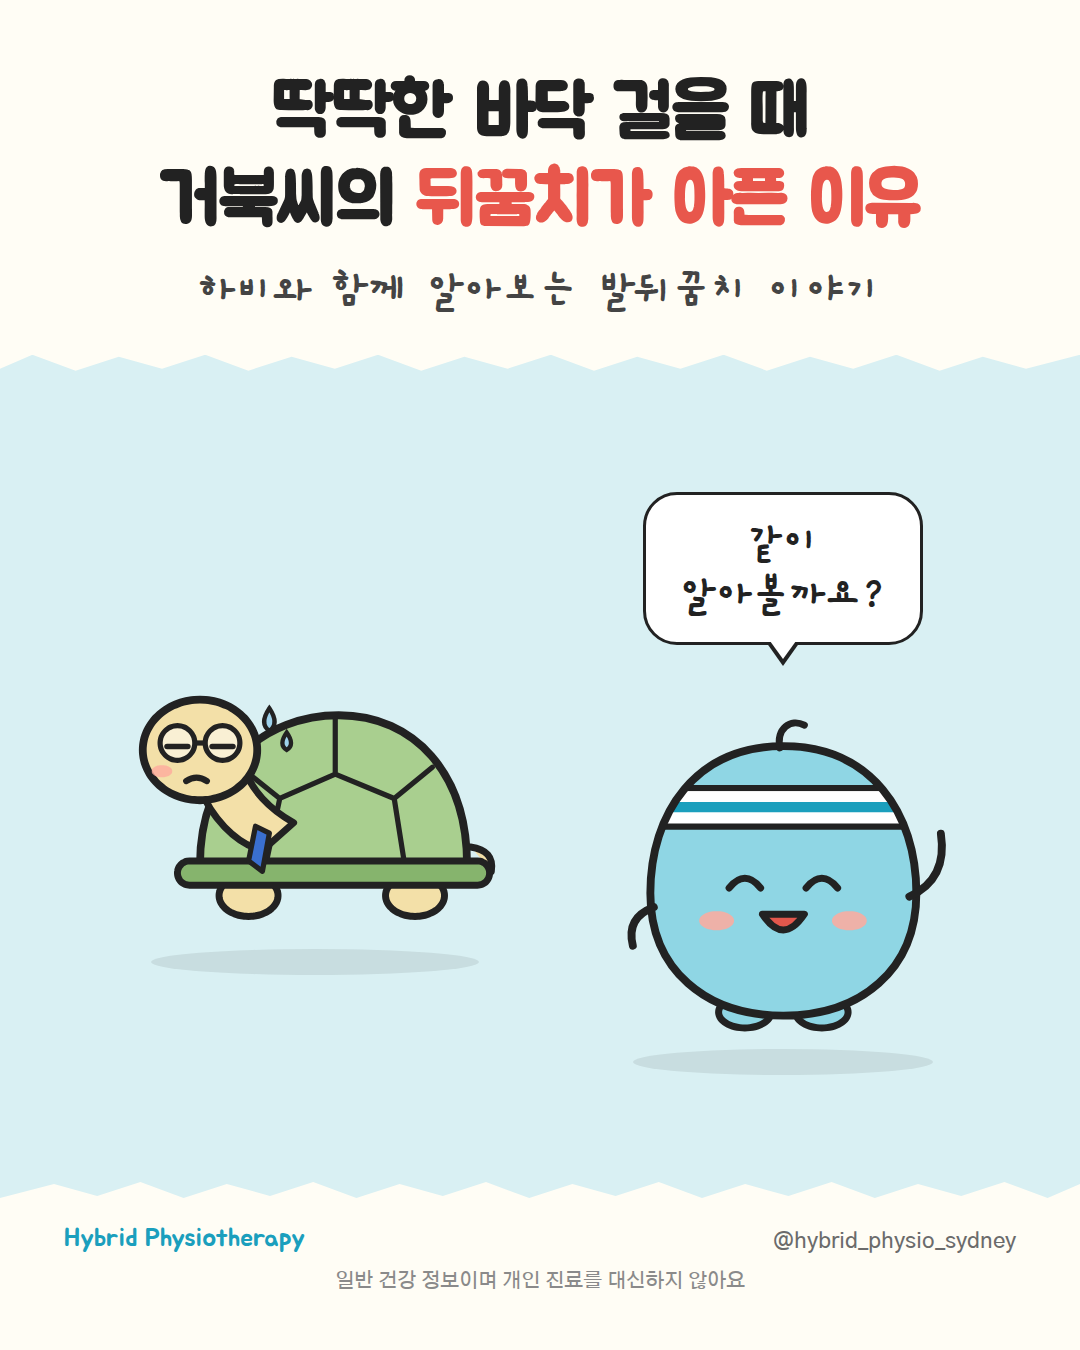 딱딱한 바닥 걸을 때
거북씨의 뒤꿈치가 아픈 이유
하비와 함께 알아보는 발뒤꿈치 이야기
같이
알아볼까요?
Hybrid Physiotherapy
@hybrid_physio_sydney
일반 건강 정보이며 개인 진료를 대신하지 않아요